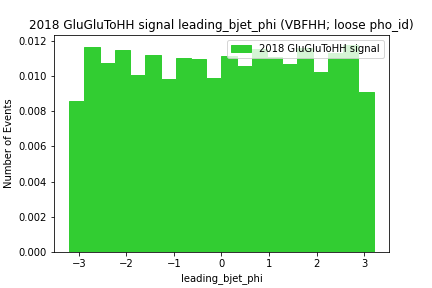 2018 GluGluToHH signal leading_bjet_phi (VBFHH; loose pho_id)
2018 GluGluToHH signal
Number of Events
0.012
0.010
0.008
0.006
0.004
0.002
0.000
−3 −2 −1 0 1 2 3
leading_bjet_phi